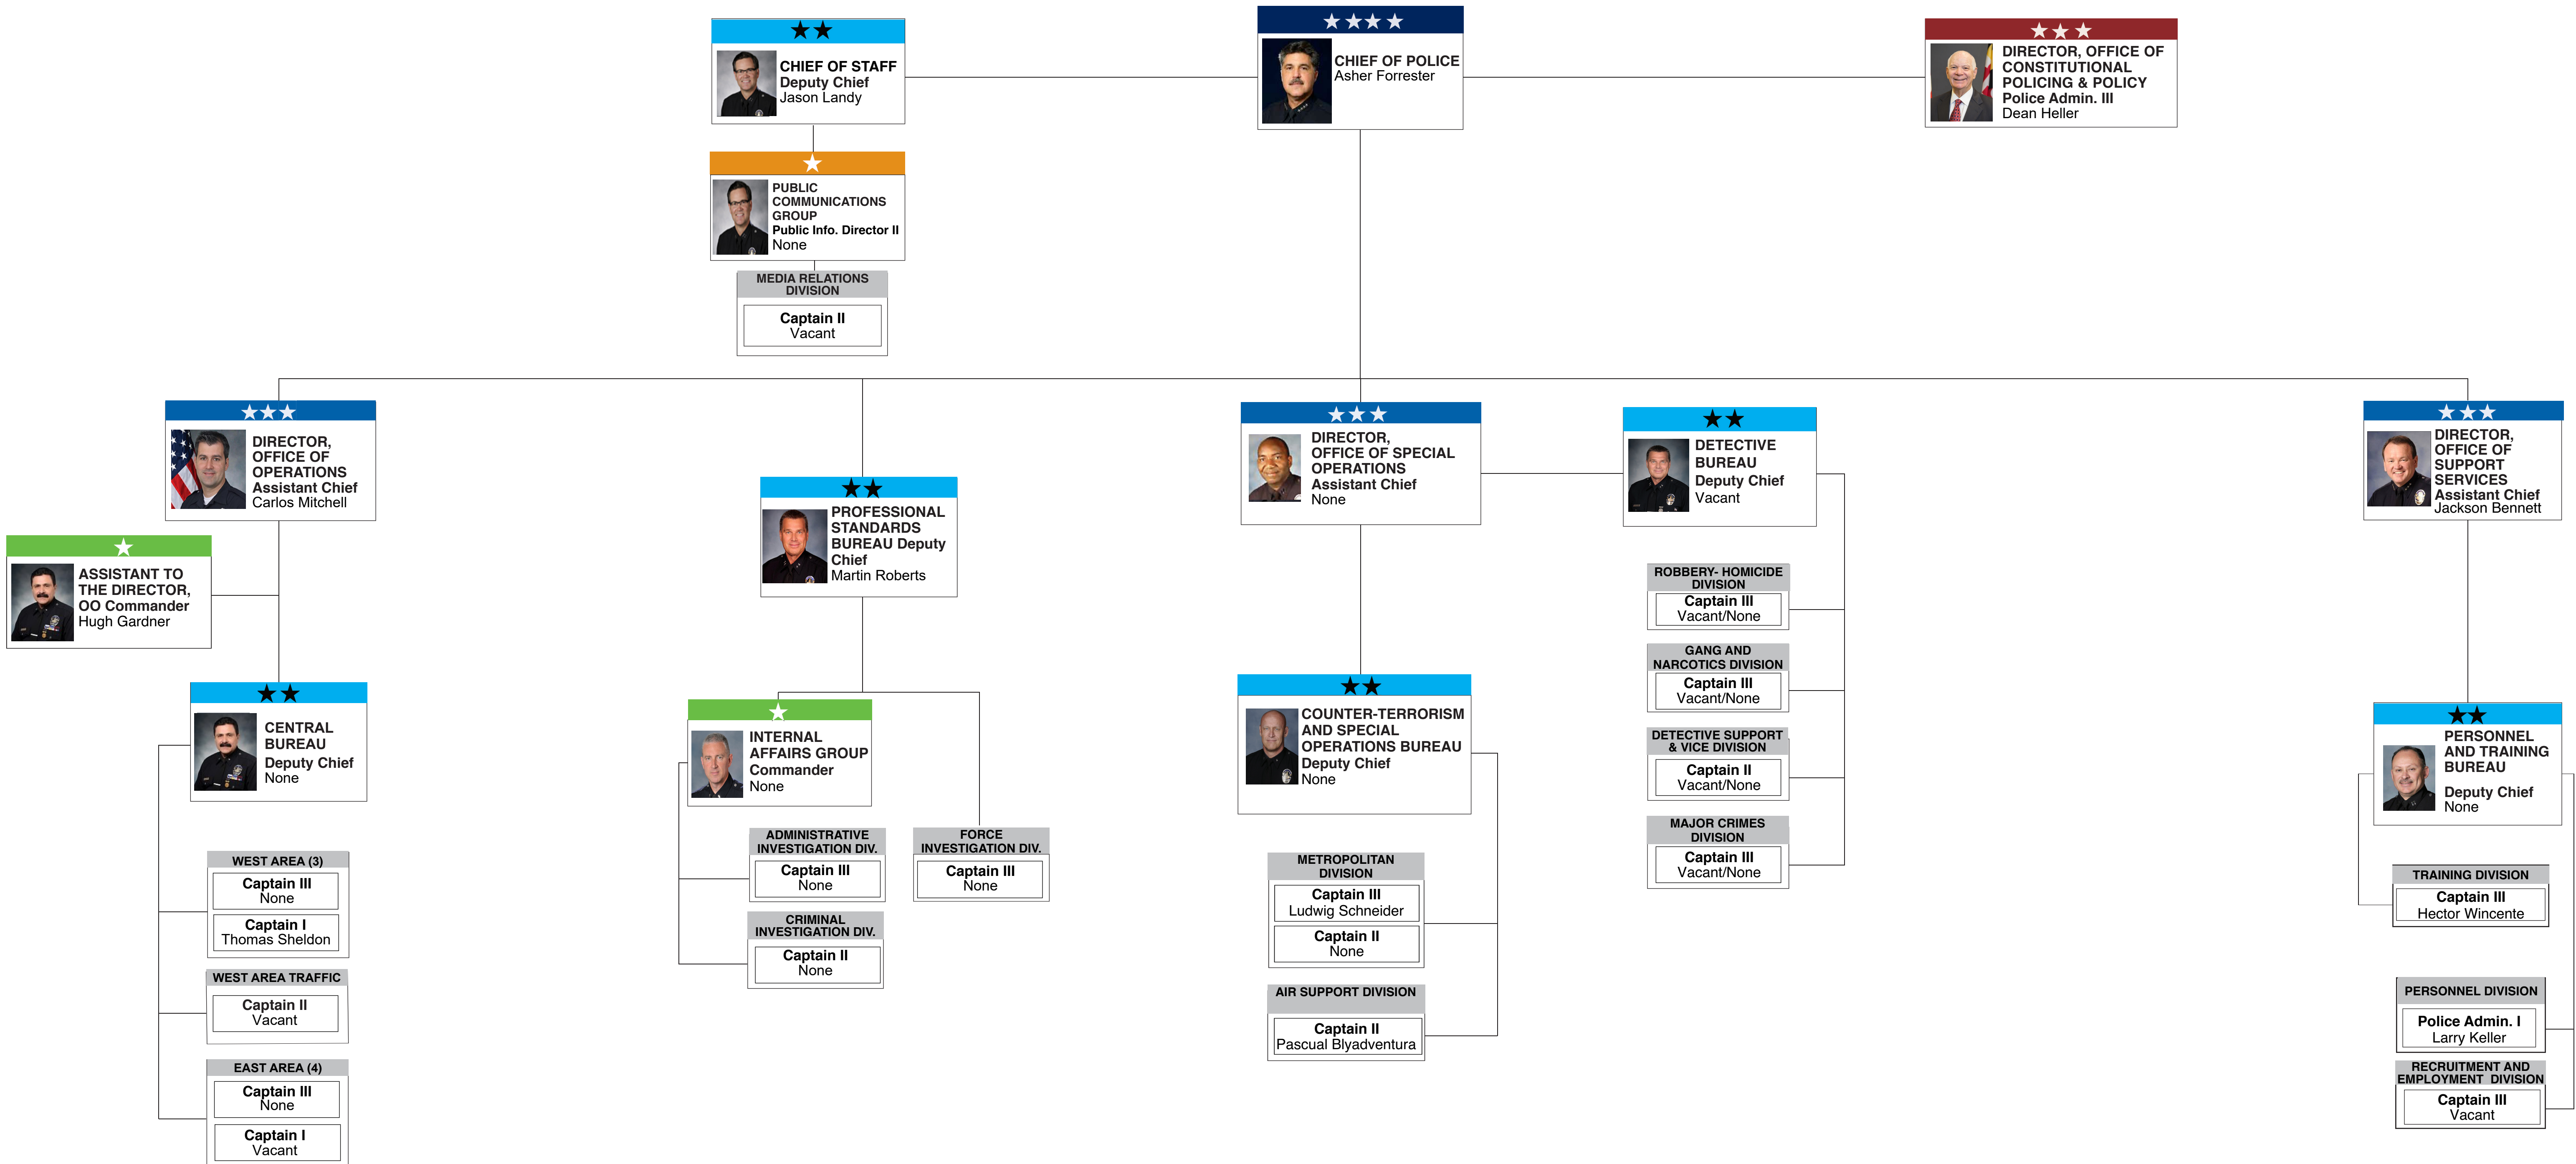 CHIEF OF STAFF
Deputy Chief
Jason Landy
CHIEF OF POLICE
Asher Forrester
DIRECTOR, OFFICE OF
CONSTITUTIONAL
POLICING & POLICY
Police Admin. III
Dean Heller
PUBLIC
COMMUNICATIONS
GROUP
Public Info. Director II
None
MEDIA RELATIONS
DIVISION
Captain II
Vacant
DIRECTOR,
OFFICE OF
OPERATIONS
Assistant Chief
Carlos Mitchell
ASSISTANT TO
THE DIRECTOR,
OO Commander
Hugh Gardner
CENTRAL
BUREAU
Deputy Chief
None
WEST AREA (3)
Captain III
None
Captain I
Thomas Sheldon
WEST AREA TRAFFIC
Captain II
Vacant
EAST AREA (4)
Captain III
None
Captain I
Vacant
PROFESSIONAL
STANDARDS
BUREAU Deputy
Chief
Martin Roberts
INTERNAL
AFFAIRS GROUP
Commander
None
ADMINISTRATIVE
INVESTIGATION DIV.
Captain III
None
CRIMINAL
INVESTIGATION DIV.
Captain II
None
FORCE
INVESTIGATION DIV.
Captain III
None
DIRECTOR,
OFFICE OF SPECIAL
OPERATIONS
Assistant Chief
None
COUNTER-TERRORISM
AND SPECIAL
OPERATIONS BUREAU
Deputy Chief
None
METROPOLITAN
DIVISION
Captain III
Ludwig Schneider
Captain II
None
AIR SUPPORT DIVISION
Captain II
Pascual Blyadventura
DETECTIVE
BUREAU
Deputy Chief
Vacant
ROBBERY- HOMICIDE
DIVISION
Captain III
Vacant/None
GANG AND
NARCOTICS DIVISION
Captain III
Vacant/None
DETECTIVE SUPPORT
& VICE DIVISION
Captain II
Vacant/None
MAJOR CRIMES
DIVISION
Captain III
Vacant/None
DIRECTOR,
OFFICE OF
SUPPORT
SERVICES
Assistant Chief
Jackson Bennett
PERSONNEL
AND TRAINING
BUREAU
Deputy Chief
None
TRAINING DIVISION
Captain III
Hector Wincente
PERSONNEL DIVISION
Police Admin. I
Larry Keller
RECRUITMENT AND
EMPLOYMENT DIVISION
Captain III
Vacant